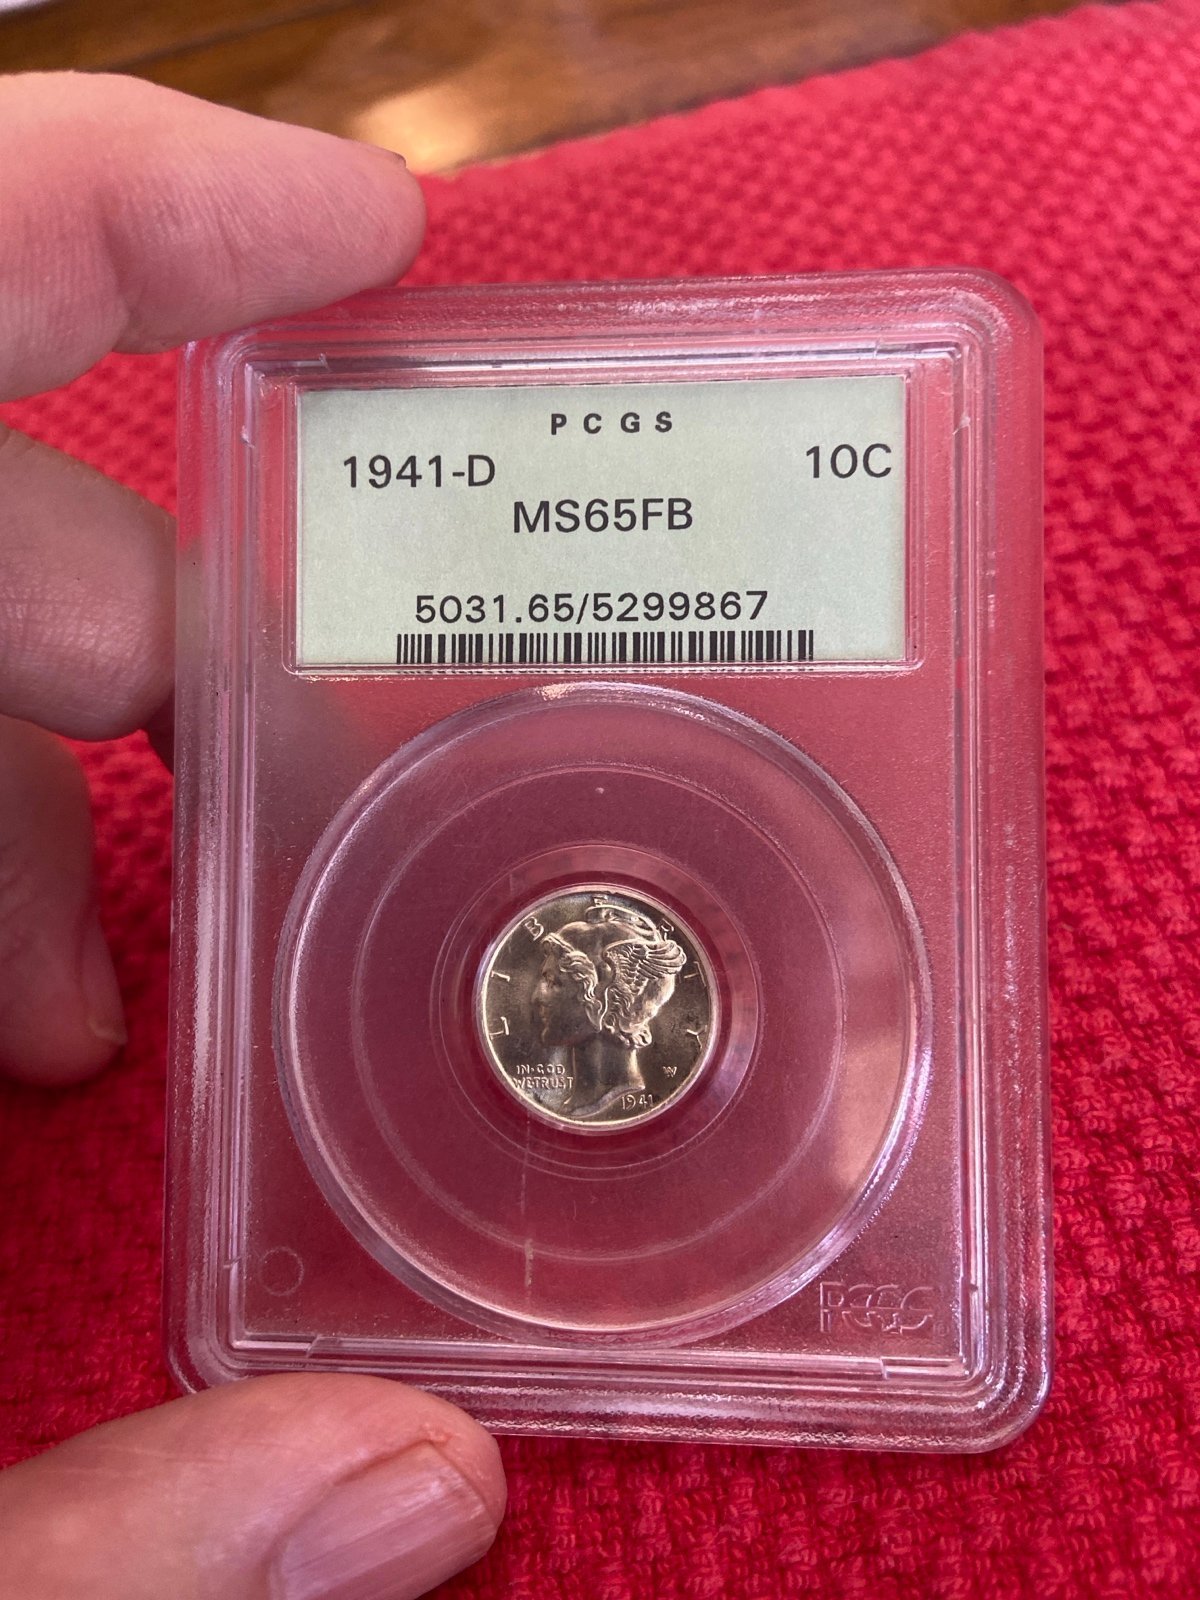 PCGS
1941-D 10C
MS65FB
5031.65/5299867
LIBERTY
IN·GOD
WE·TRUST
W
1941
PCGS